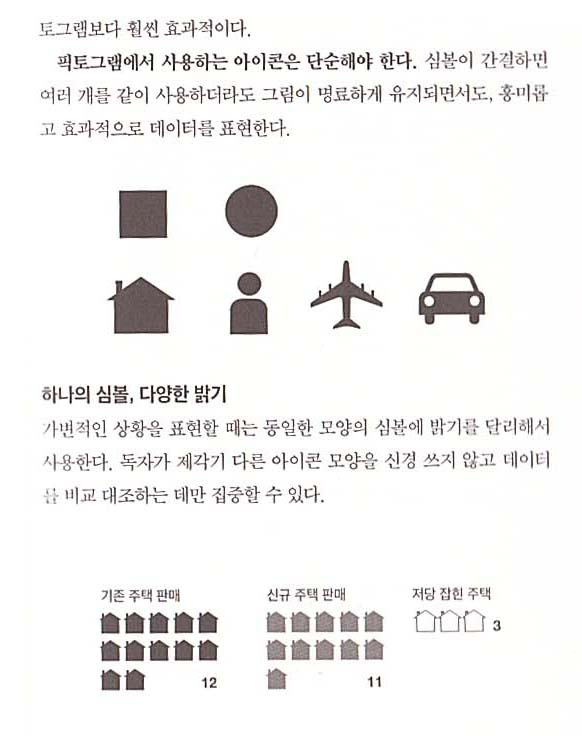 토그램보다 훨씬 효과적이다.
픽토그램에서 사용하는 아이콘은 단순해야 한다. 심볼이 간결하면
여러 개를 같이 사용하더라도 그림이 명료하게 유지되면서도, 흥미롭
고 효과적으로 데이터를 표현한다.
하나의 심볼, 다양한 밝기
가변적인 상황을 표현할 때는 동일한 모양의 심볼에 밝기를 달리해서
사용한다. 독자가 제각기 다른 아이콘 모양을 신경 쓰지 않고 데이터
를 비교 대조하는 데만 집중할 수 있다.
기존 주택 판매
12
신규 주택 판매
11
저당 잡힌 주택
3